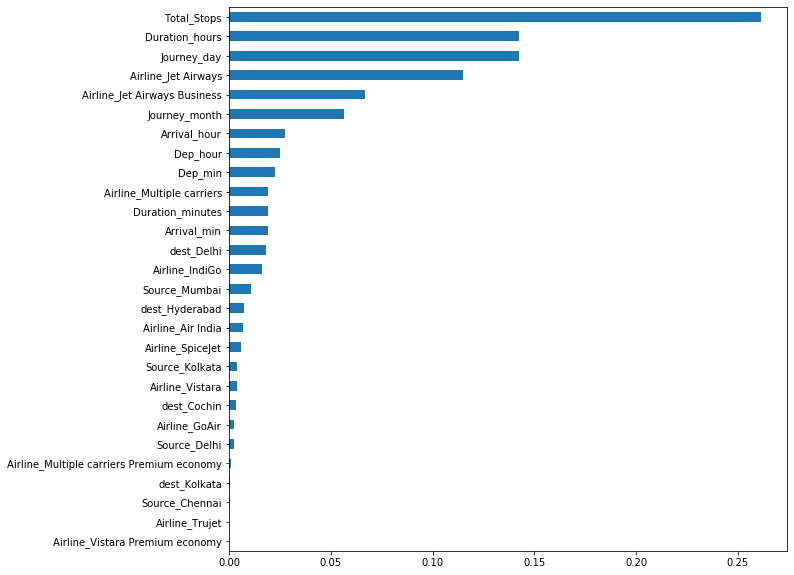 Total_Stops
Duration_hours
Journey_day
Airline_Jet Airways
Airline_Jet Airways Business
Journey_month
Arrival_hour
Dep_hour
Dep_min
Airline_Multiple carriers
Duration_minutes
Arrival_min
dest_Delhi
Airline_IndiGo
Source_Mumbai
dest_Hyderabad
Airline_Air India
Airline_SpiceJet
Source_Kolkata
Airline_Vistara
dest_Cochin
Airline_GoAir
Source_Delhi
Airline_Multiple carriers Premium economy
dest_Kolkata
Source_Chennai
Airline_Trujet
Airline_Vistara Premium economy
0.00 0.05 0.10 0.15 0.20 0.25